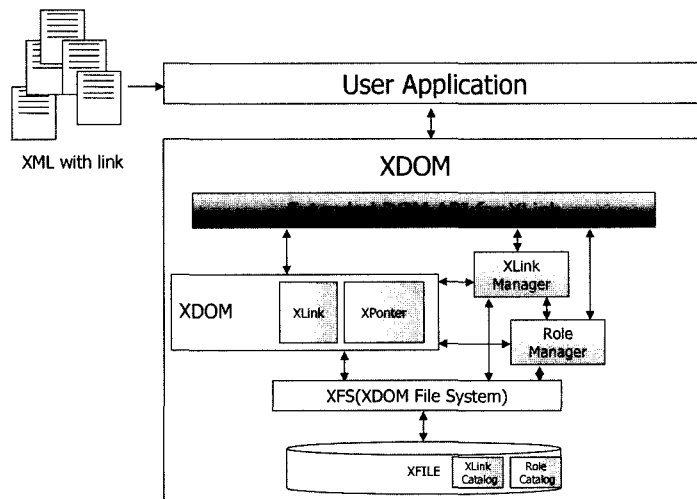 User Application
XML with link
XDOM
XLink
Manager
XDOM
XLink
XPonter
Role
Manager
XFS(XDOM File System)
XFILE
XLink
Catalog
Role
Catalog